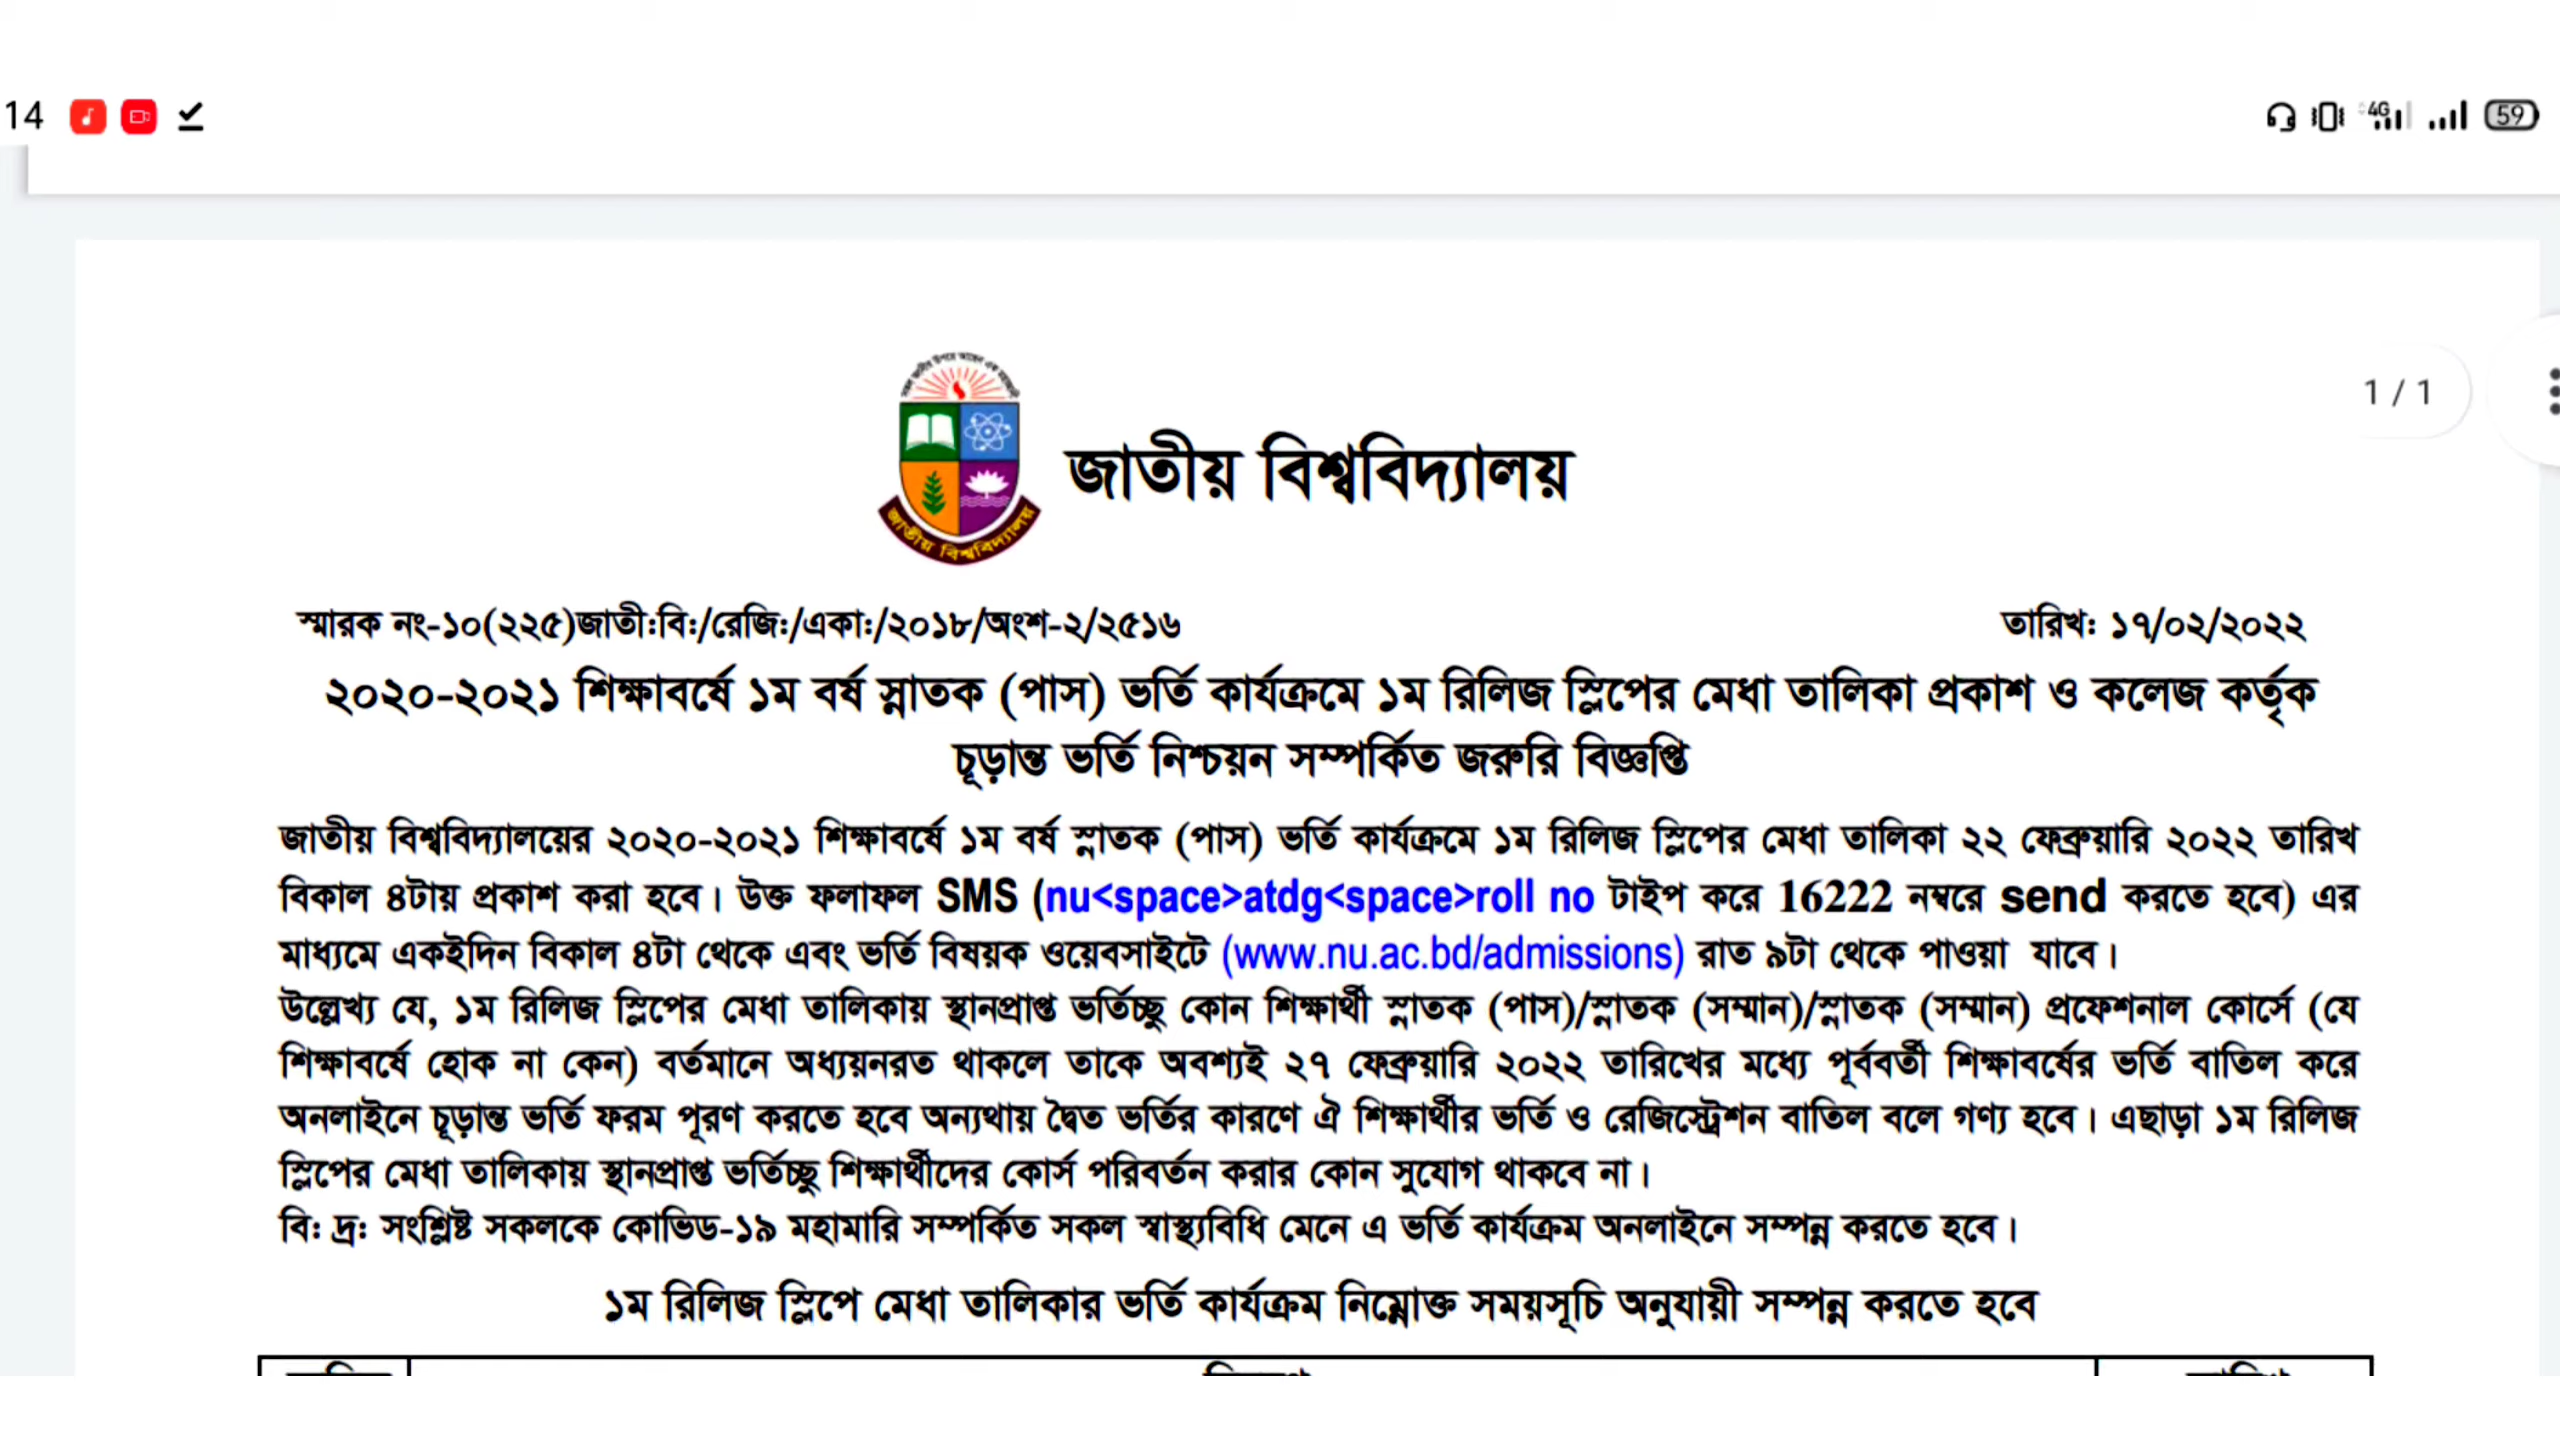 14
4G
59
1 / 1
জাতীয় বিশ্ববিদ্যালয়
জাতীয় বিশ্ববিদ্যালয়
স্মারক নং-১০(২২৫)জাতী:বি:/রেজি:/একা:/২০১৮/অংশ-২/২৫১৬
তারিখ: ১৭/০২/২০২২
২০২০-২০২১ শিক্ষাবর্ষে ১ম বর্ষ স্নাতক (পাস) ভর্তি কার্যক্রমে ১ম রিলিজ স্লিপের মেধা তালিকা প্রকাশ ও কলেজ কর্তৃক
চূড়ান্ত ভর্তি নিশ্চয়ন সম্পর্কিত জরুরি বিজ্ঞপ্তি
জাতীয় বিশ্ববিদ্যালয়ের ২০২০-২০২১ শিক্ষাবর্ষে ১ম বর্ষ স্নাতক (পাস) ভর্তি কার্যক্রমে ১ম রিলিজ স্লিপের মেধা তালিকা ২২ ফেব্রুয়ারি ২০২২ তারিখ
বিকাল ৪টায় প্রকাশ করা হবে। উক্ত ফলাফল SMS (nu<space>atdg<space>roll no টাইপ করে 16222 নম্বরে send করতে হবে) এর
মাধ্যমে একইদিন বিকাল ৪টা থেকে এবং ভর্তি বিষয়ক ওয়েবসাইটে (www.nu.ac.bd/admissions) রাত ৯টা থেকে পাওয়া যাবে।
উল্লেখ্য যে, ১ম রিলিজ স্লিপের মেধা তালিকায় স্থানপ্রাপ্ত ভর্তিচ্ছু কোন শিক্ষার্থী স্নাতক (পাস)/স্নাতক (সম্মান)/স্নাতক (সম্মান) প্রফেশনাল কোর্সে (যে
শিক্ষাবর্ষে হোক না কেন) বর্তমানে অধ্যয়নরত থাকলে তাকে অবশ্যই ২৭ ফেব্রুয়ারি ২০২২ তারিখের মধ্যে পূর্ববর্তী শিক্ষাবর্ষের ভর্তি বাতিল করে
অনলাইনে চূড়ান্ত ভর্তি ফরম পূরণ করতে হবে অন্যথায় দ্বৈত ভর্তির কারণে ঐ শিক্ষার্থীর ভর্তি ও রেজিস্ট্রেশন বাতিল বলে গণ্য হবে। এছাড়া ১ম রিলিজ
স্লিপের মেধা তালিকায় স্থানপ্রাপ্ত ভর্তিচ্ছু শিক্ষার্থীদের কোর্স পরিবর্তন করার কোন সুযোগ থাকবে না।
বি: দ্র: সংশ্লিষ্ট সকলকে কোভিড-১৯ মহামারি সম্পর্কিত সকল স্বাস্থ্যবিধি মেনে এ ভর্তি কার্যক্রম অনলাইনে সম্পন্ন করতে হবে।
১ম রিলিজ স্লিপে মেধা তালিকার ভর্তি কার্যক্রম নিম্নোক্ত সময়সূচি অনুযায়ী সম্পন্ন করতে হবে